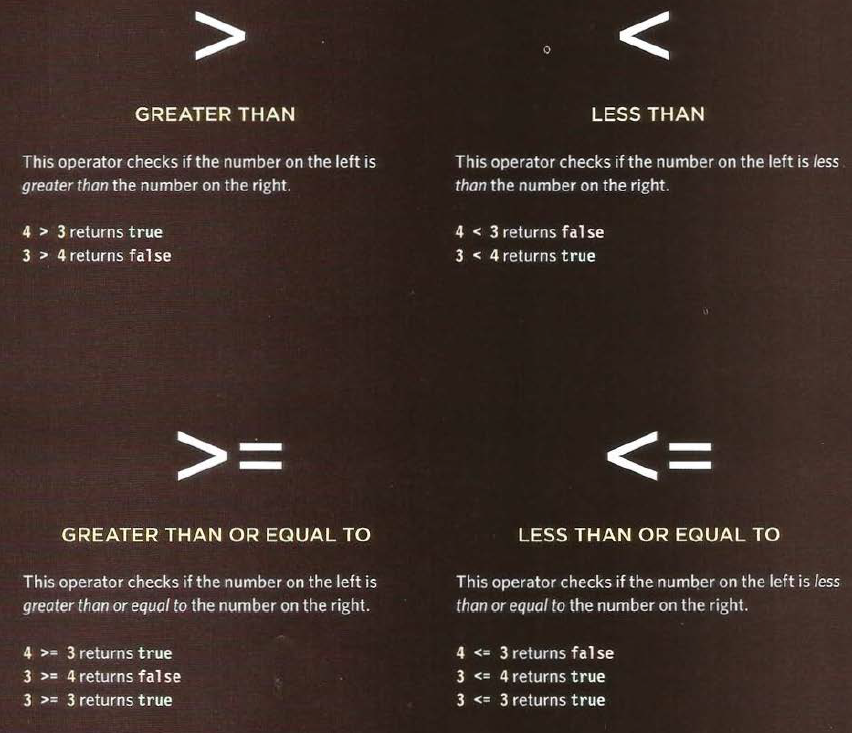 >
GREATER THAN
This operator checks if the number on the left is
greater than the number on the right.
4 > 3 returns true
3 > 4 returns false
<
LESS THAN
This operator checks if the number on the left is less
than the number on the right.
4 < 3 returns false
3 < 4 returns true
>=
GREATER THAN OR EQUAL TO
This operator checks if the number on the left is
greater than or equal to the number on the right.
4 >= 3 returns true
3 >= 4 returns false
3 >= 3 returns true
<=
LESS THAN OR EQUAL TO
This operator checks if the number on the left is less
than or equal to the number on the right.
4 <= 3 returns false
3 <= 4 returns true
3 <= 3 returns true